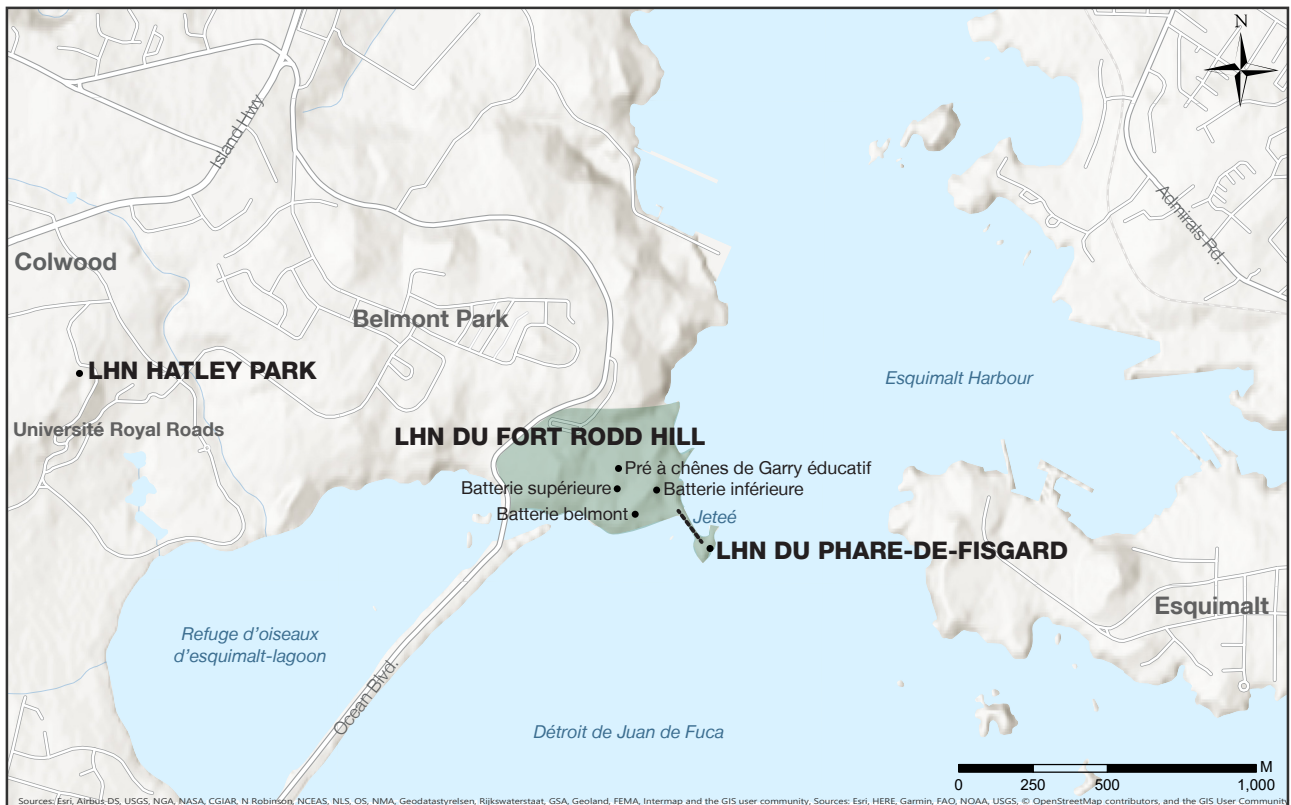 N
Island Hwy
Admirals Rd.
Colwood
Belmont Park
LHN HATLEY PARK
Esquimalt Harbour
Université Royal Roads
LHN DU FORT RODD HILL
Pré à chênes de Garry éducatif
Batterie supérieure
Batterie inférieure
Batterie belmont
Jeteé
LHN DU PHARE-DE-FISGARD
Esquimalt
Refuge d'oiseaux
d'esquimalt-lagoon
Ocean Blvd.
Détroit de Juan de Fuca
M
0 250 500 1,000
Sources: Esri, Airbus DS, USGS, NGA, NASA, CGIAR, N Robinson, NCEAS, NLS, OS, NMA, Geodatastyrelsen, Rijkswaterstaat, GSA, Geoland, FEMA, Intermap and the GIS user community, Sources: Esri, HERE, Garmin, FAO, NOAA, USGS, © OpenStreetMap contributors, and the GIS User Community